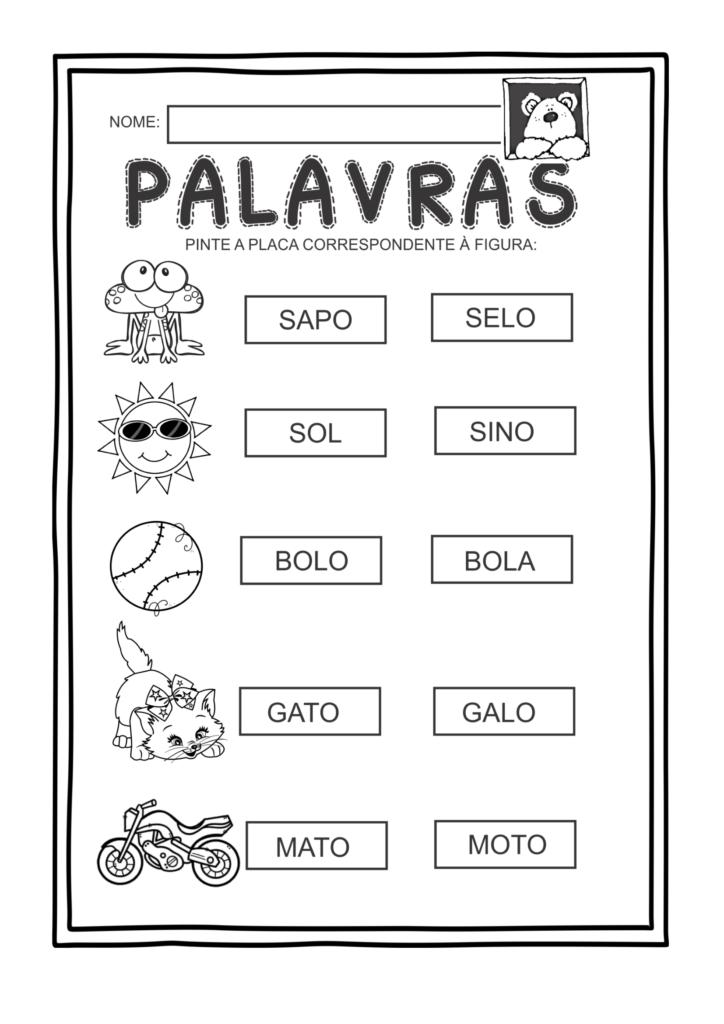 NOME:
PALAVRAS
PINTE A PLACA CORRESPONDENTE À FIGURA:
SAPO SELO
SOL SINO
BOLO BOLA
GATO GALO
MATO MOTO